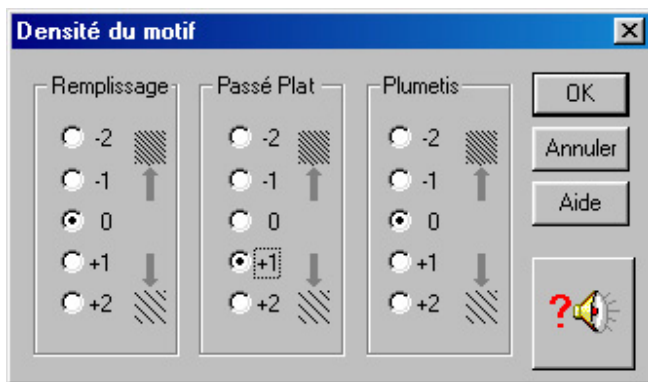 Densité du motif
Remplissage
-2
-1
0
+1
+2
Passé Plat
-2
-1
0
+1
+2
Plumetis
-2
-1
0
+1
+2
OK
Annuler
Aide
?